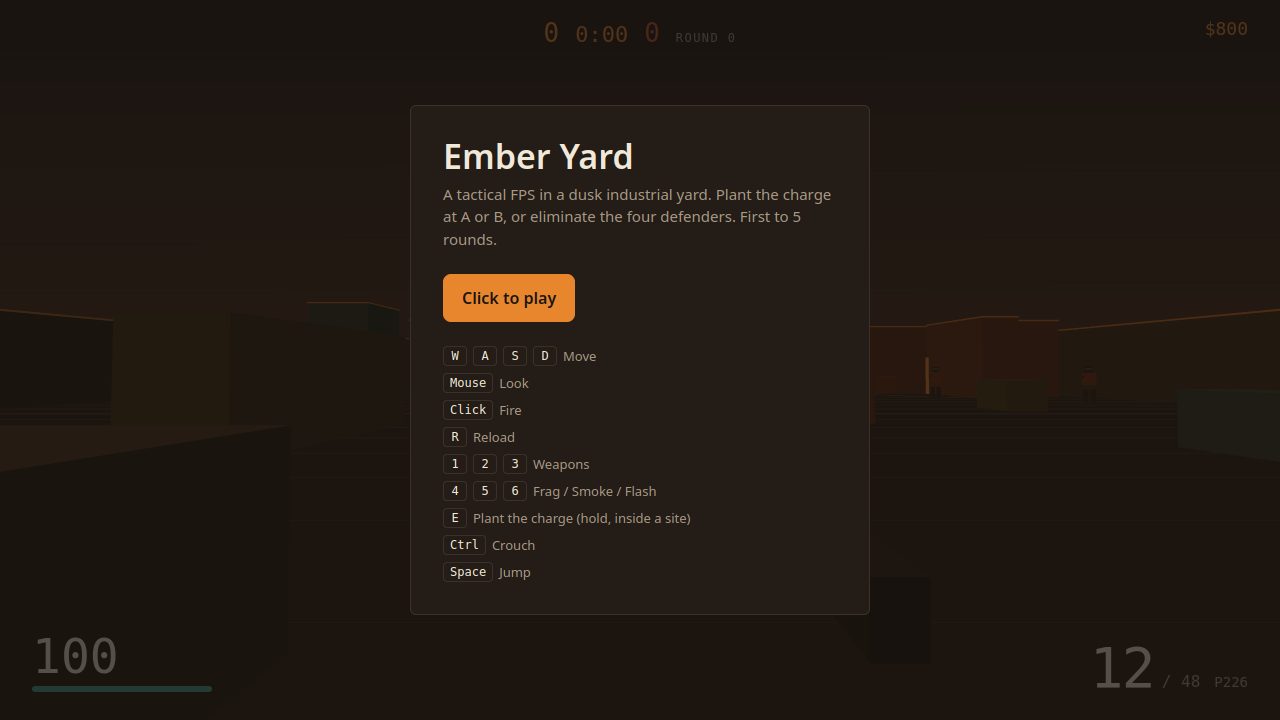 0 0:00 0 ROUND 0
$800
Ember Yard
A tactical FPS in a dusk industrial yard. Plant the charge
at A or B, or eliminate the four defenders. First to 5
rounds.
Click to play
W A S D Move
Mouse Look
Click Fire
R Reload
1 2 3 Weapons
4 5 6 Frag / Smoke / Flash
E Plant the charge (hold, inside a site)
Ctrl Crouch
Space Jump
100
12 / 48 P226